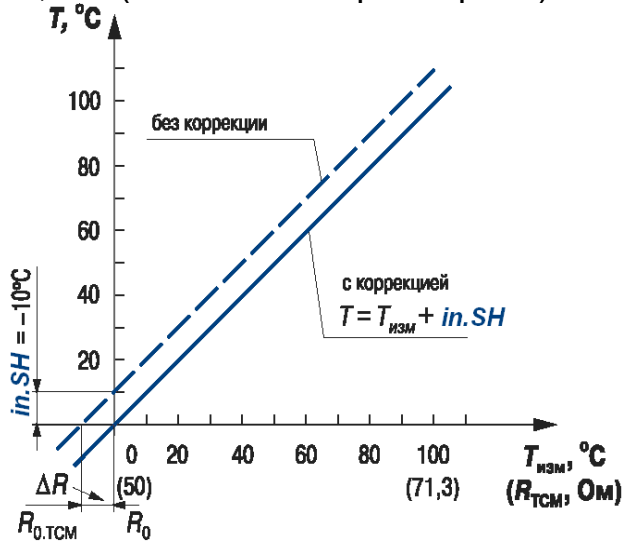 T, °C
100
без коррекции
80
60
40
20
с коррекцией
T = Tизм + in.SH
in.SH = −10°C
0 20 40 60 80 100
Tизм, °C
(50) (71,3) (RТСМ, Ом)
ΔR
R0.ТСМ R0